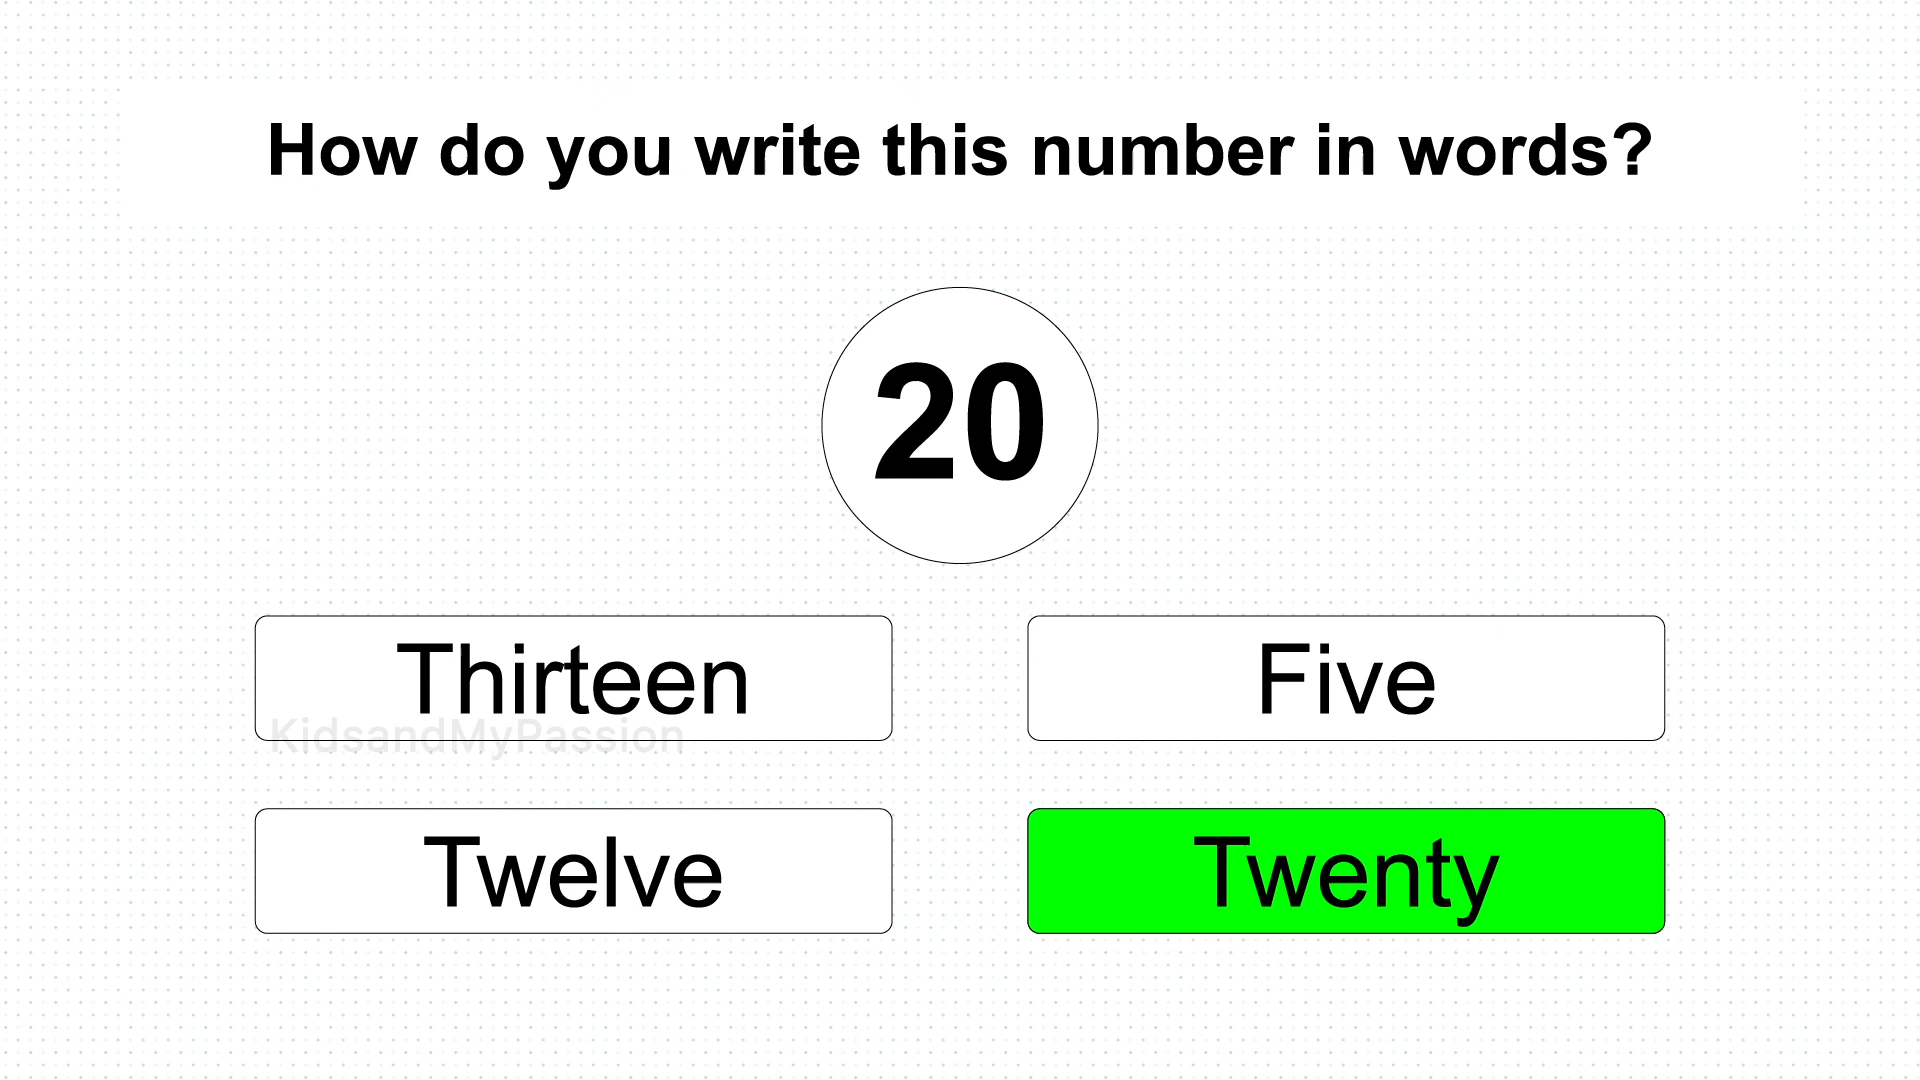 How do you write this number in words?
20
Thirteen
Five
KidsandMyPassion
Twelve
Twenty